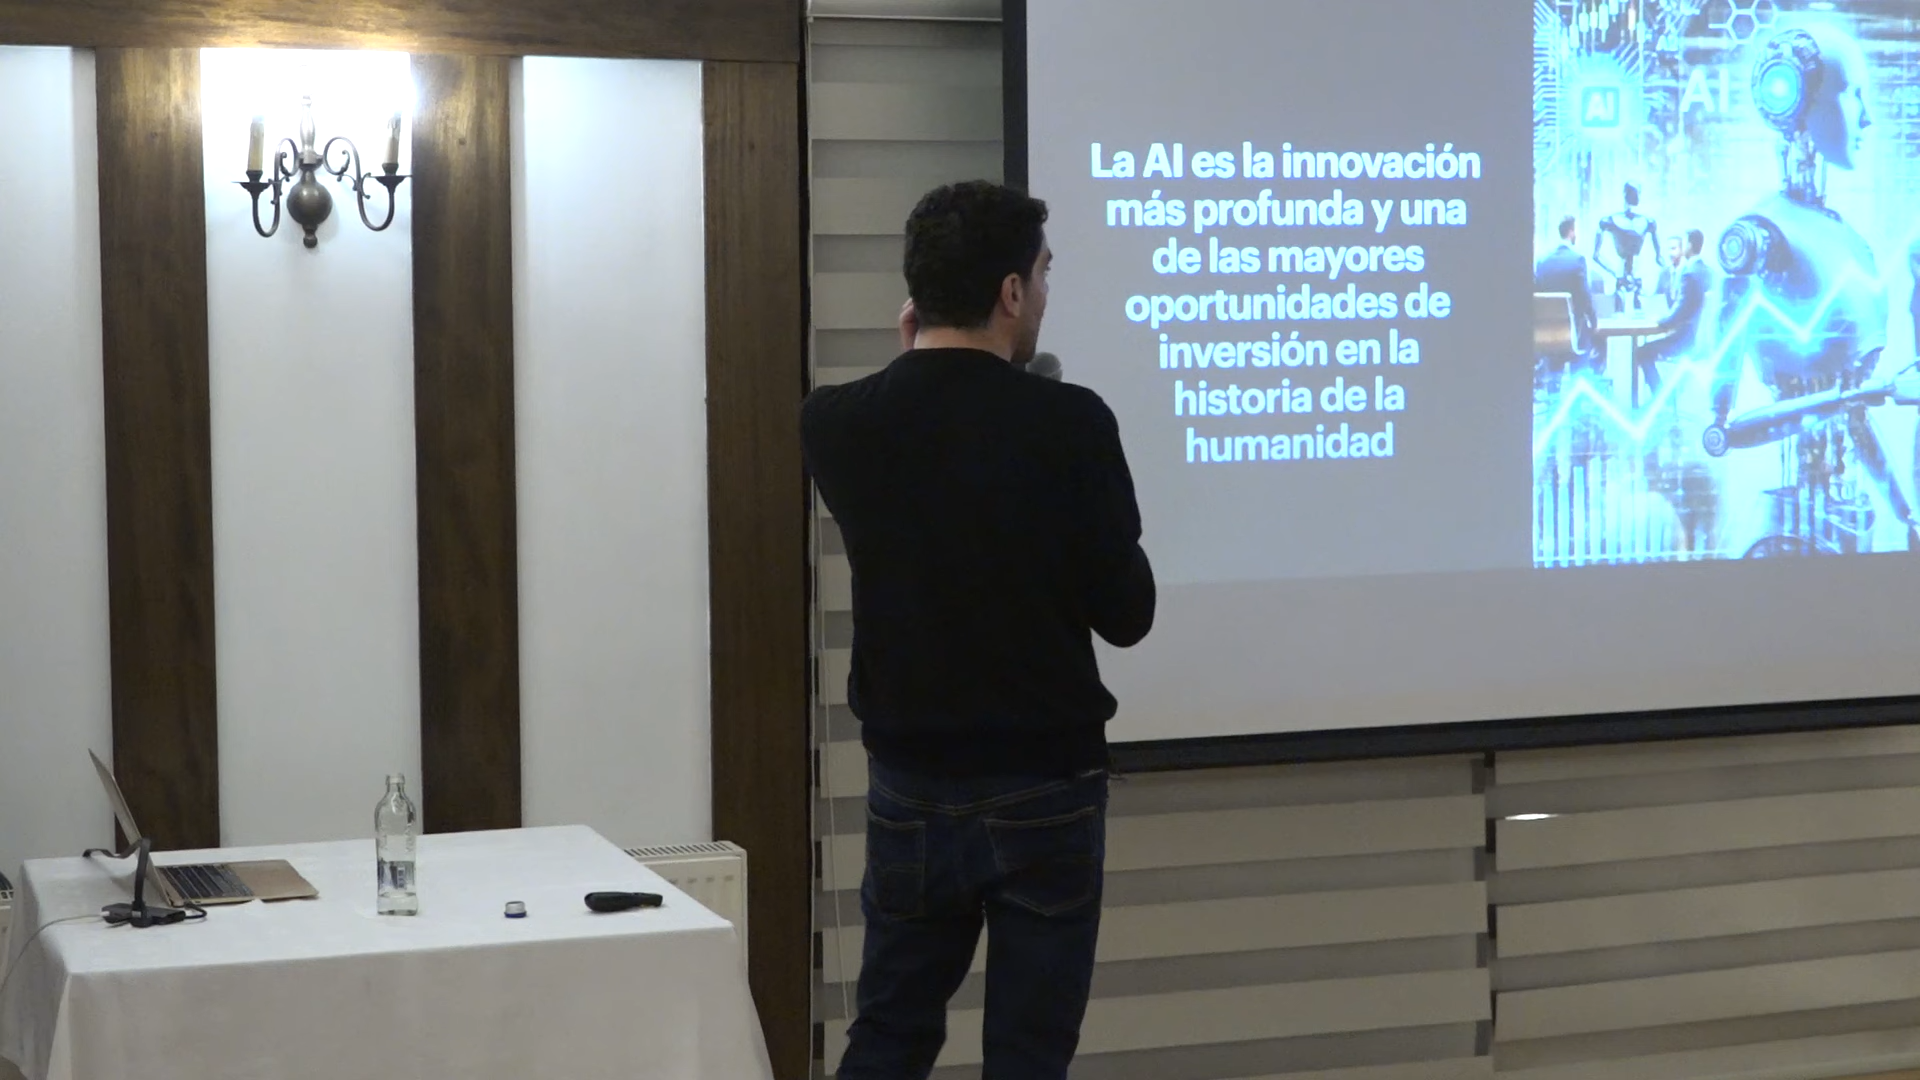 La AI es la innovación
más profunda y una
de las mayores
oportunidades de
inversión en la
historia de la
humanidad
AI
AI